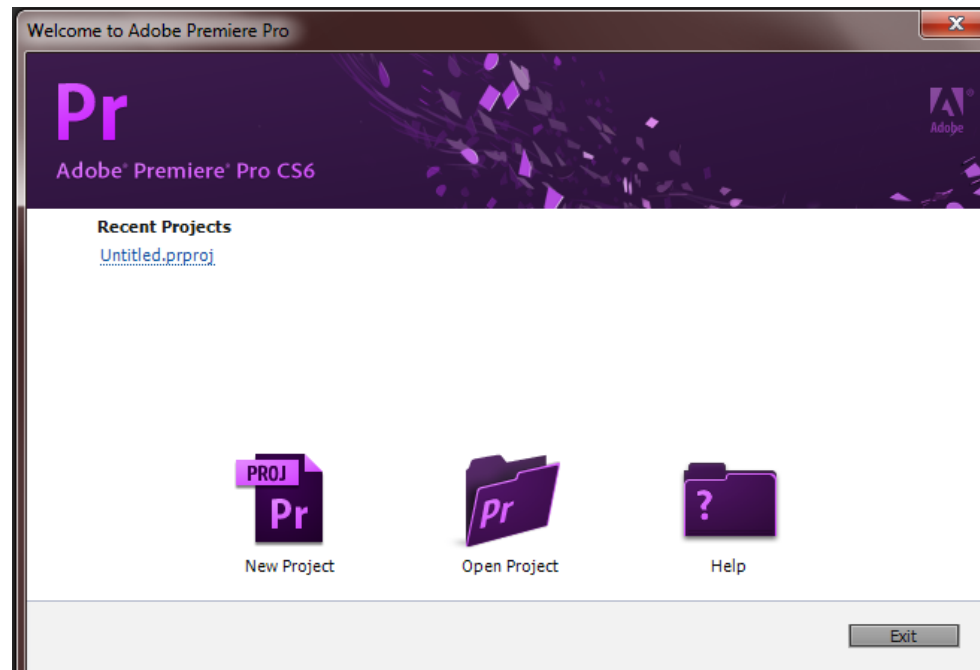 Welcome to Adobe Premiere Pro
Pr
Adobe® Premiere® Pro CS6
Adobe
Recent Projects
Untitled.prproj
PROJ
Pr
Pr
?
New Project
Open Project
Help
Exit